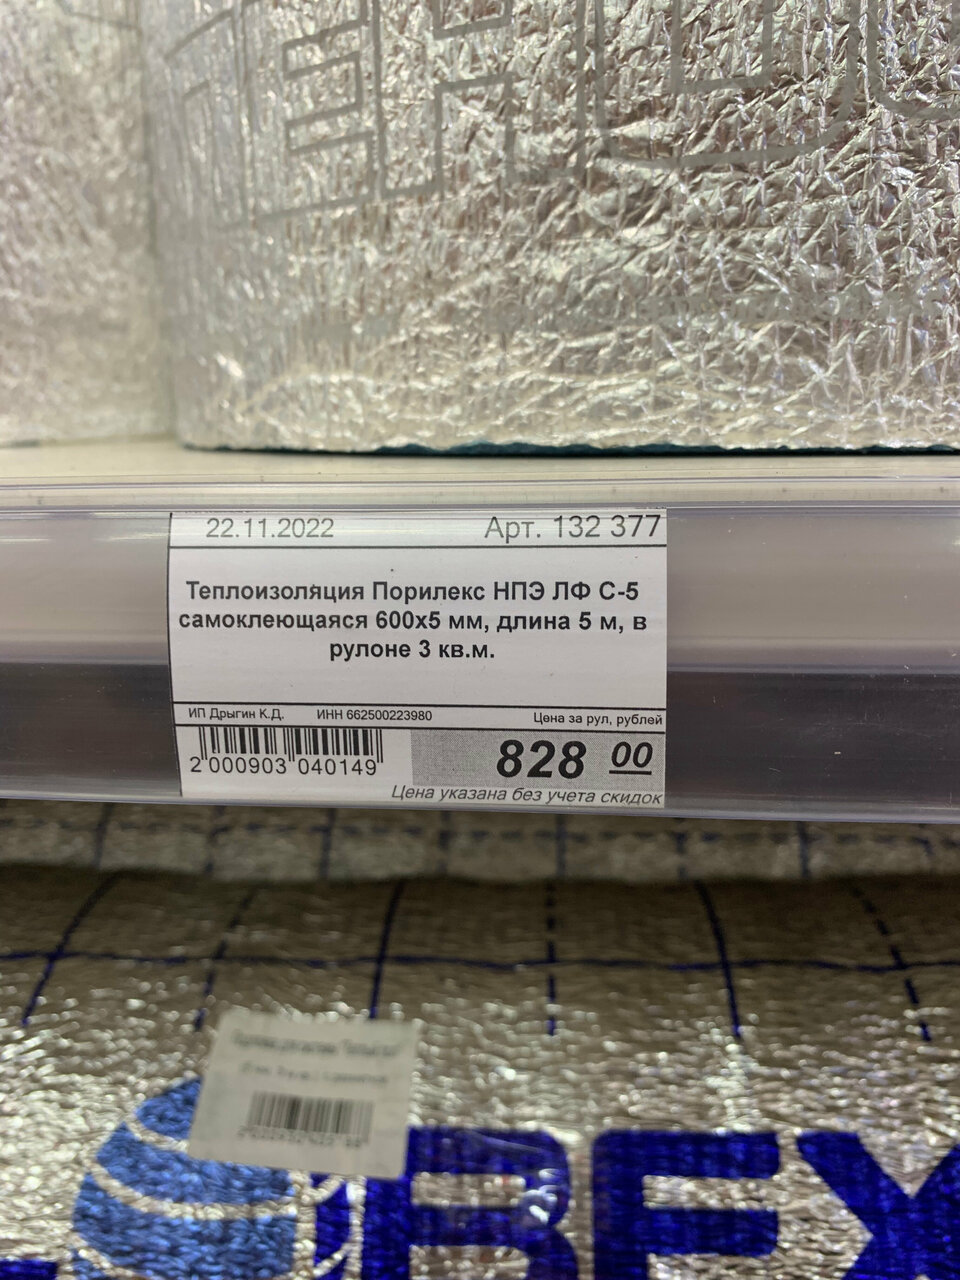 22.11.2022 Арт. 132 377
Теплоизоляция Порилекс НПЭ ЛФ С-5
самоклеющаяся 600х5 мм, длина 5 м, в
рулоне 3 кв.м.
ИП Дрыгин К.Д. ИНН 662500223980 Цена за рул, рублей
828 00
2 000903 040149
Цена указана без учета скидок